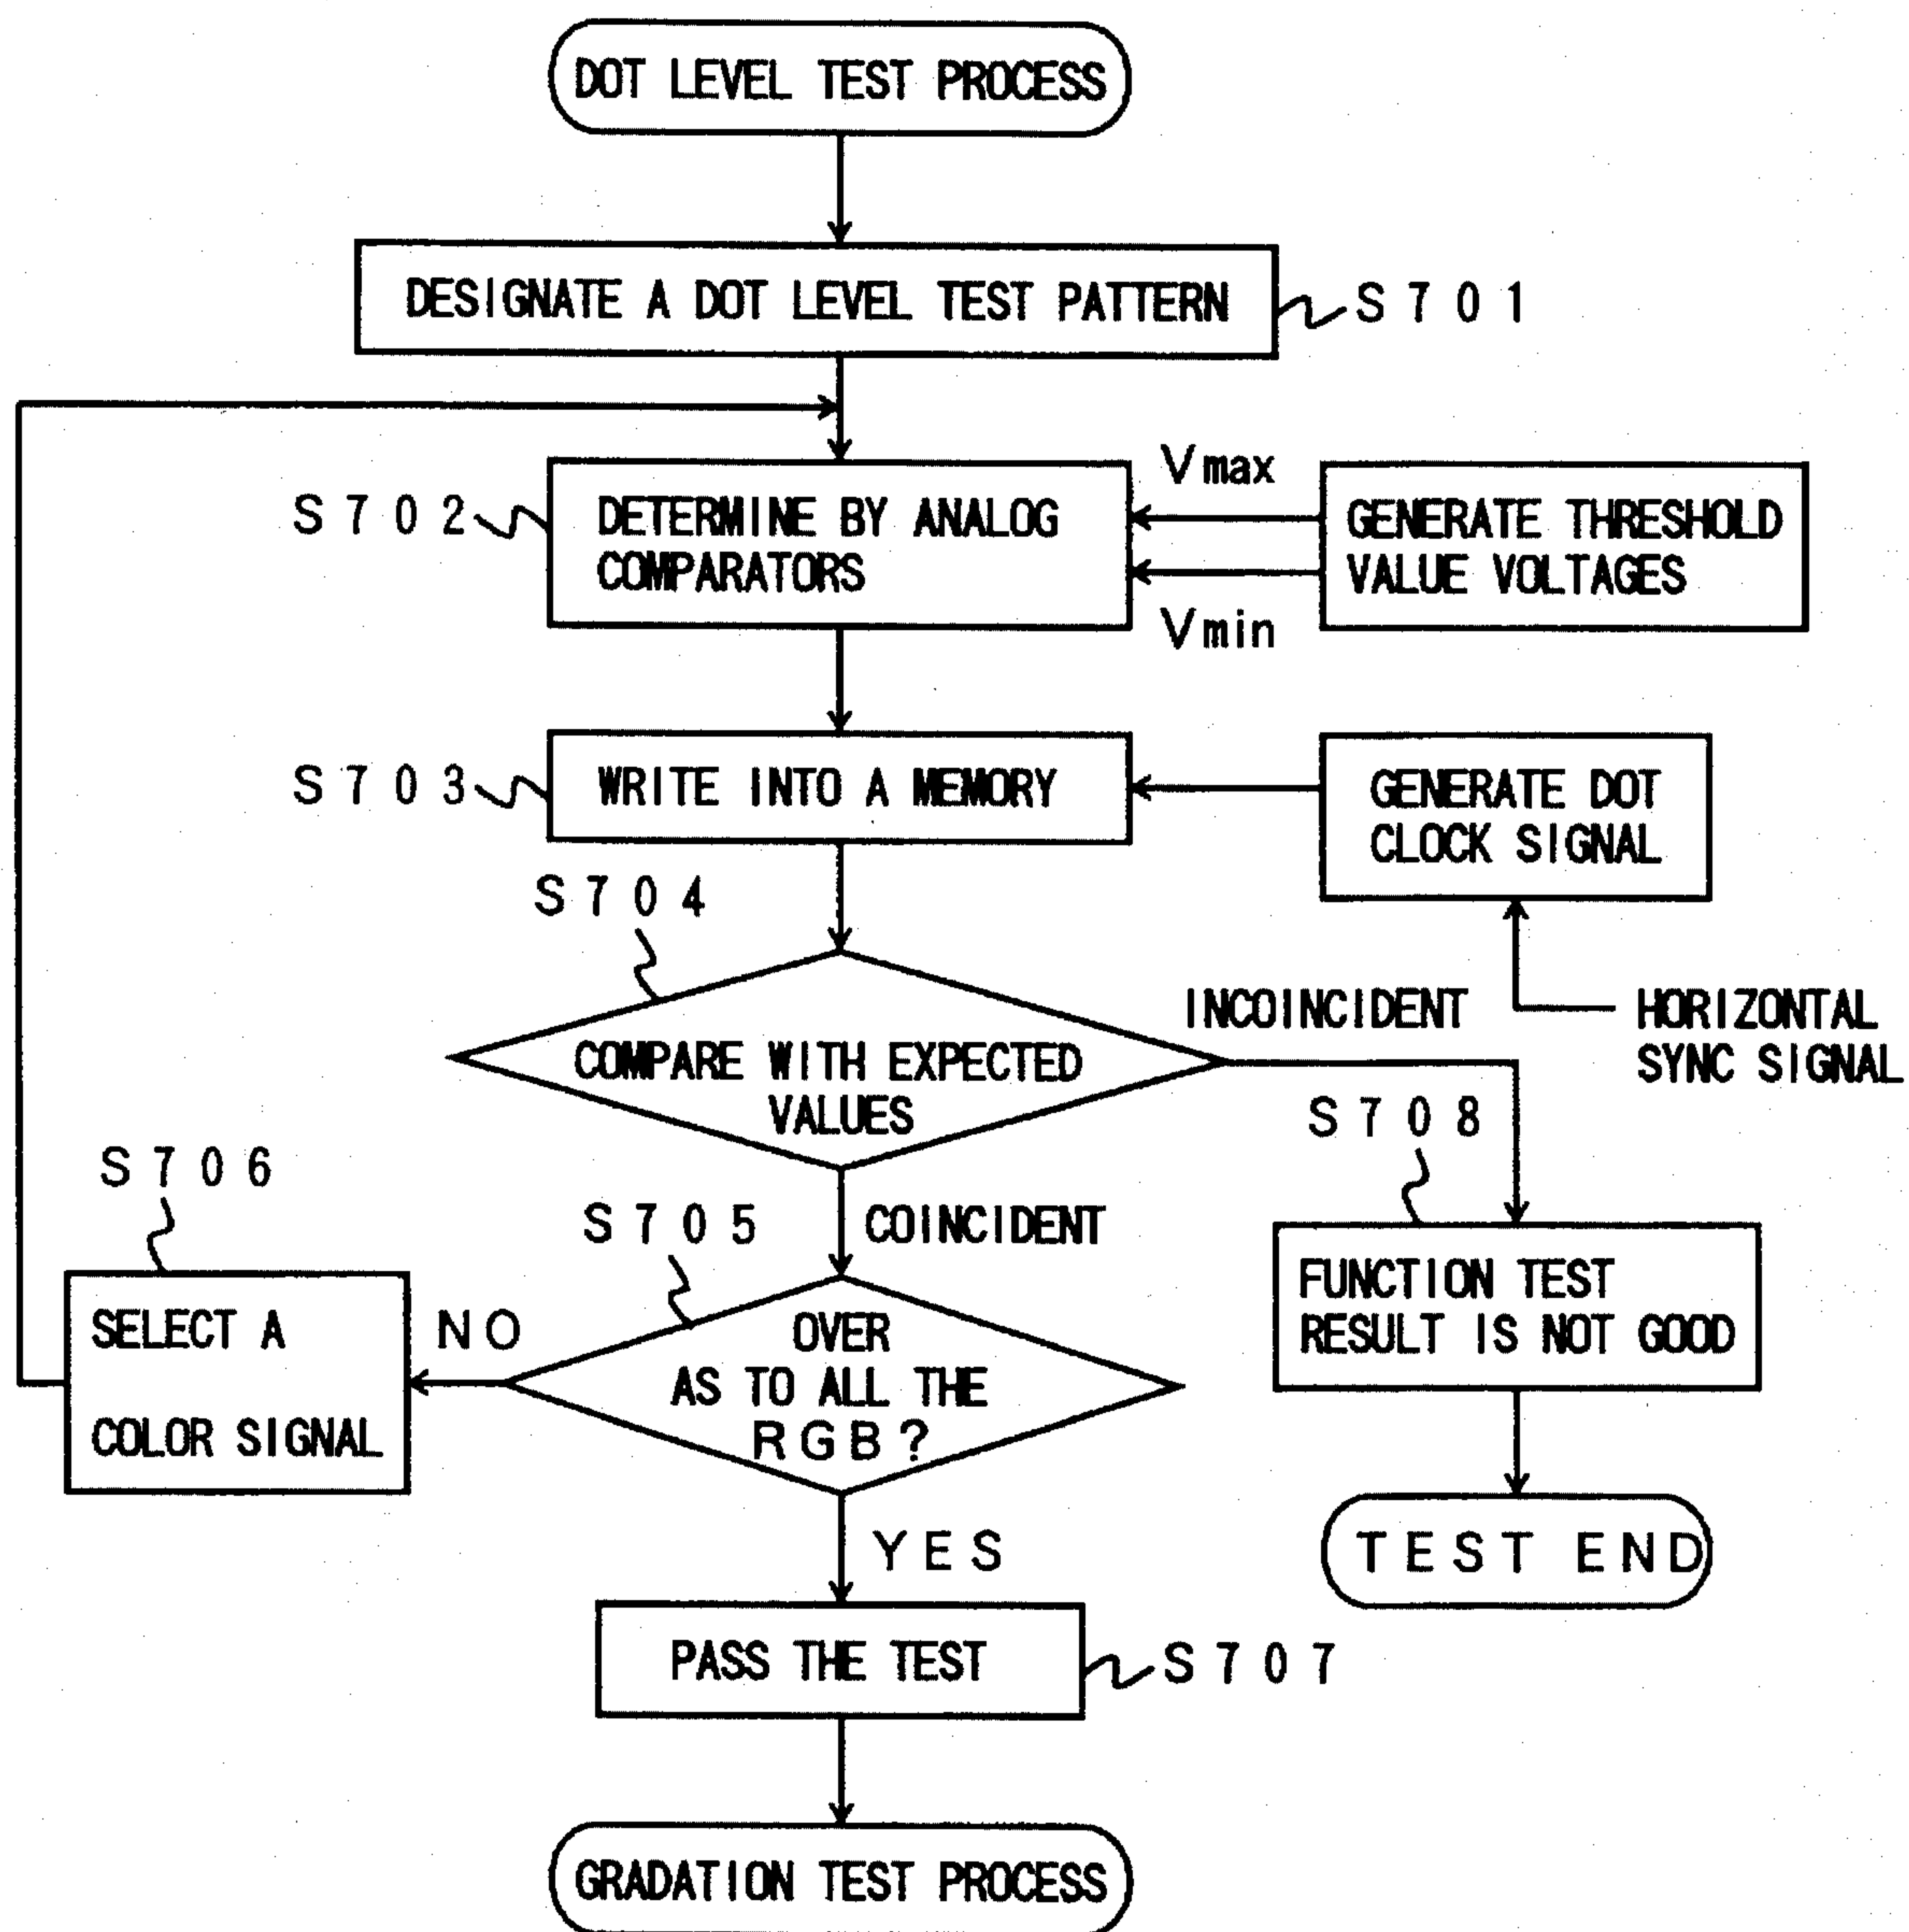 DOT LEVEL TEST PROCESS
DESIGNATE A DOT LEVEL TEST PATTERN
S701
S702
DETERMINE BY ANALOG
COMPARATORS
Vmax
Vmin
GENERATE THRESHOLD
VALUE VOLTAGES
S703
WRITE INTO A MEMORY
GENERATE DOT
CLOCK SIGNAL
HORIZONTAL
SYNC SIGNAL
S704
COMPARE WITH EXPECTED
VALUES
INCOINCIDENT
COINCIDENT
S708
FUNCTION TEST
RESULT IS NOT GOOD
TEST END
S705
OVER
AS TO ALL THE
RGB?
NO
S706
SELECT A
COLOR SIGNAL
YES
PASS THE TEST
S707
GRADATION TEST PROCESS